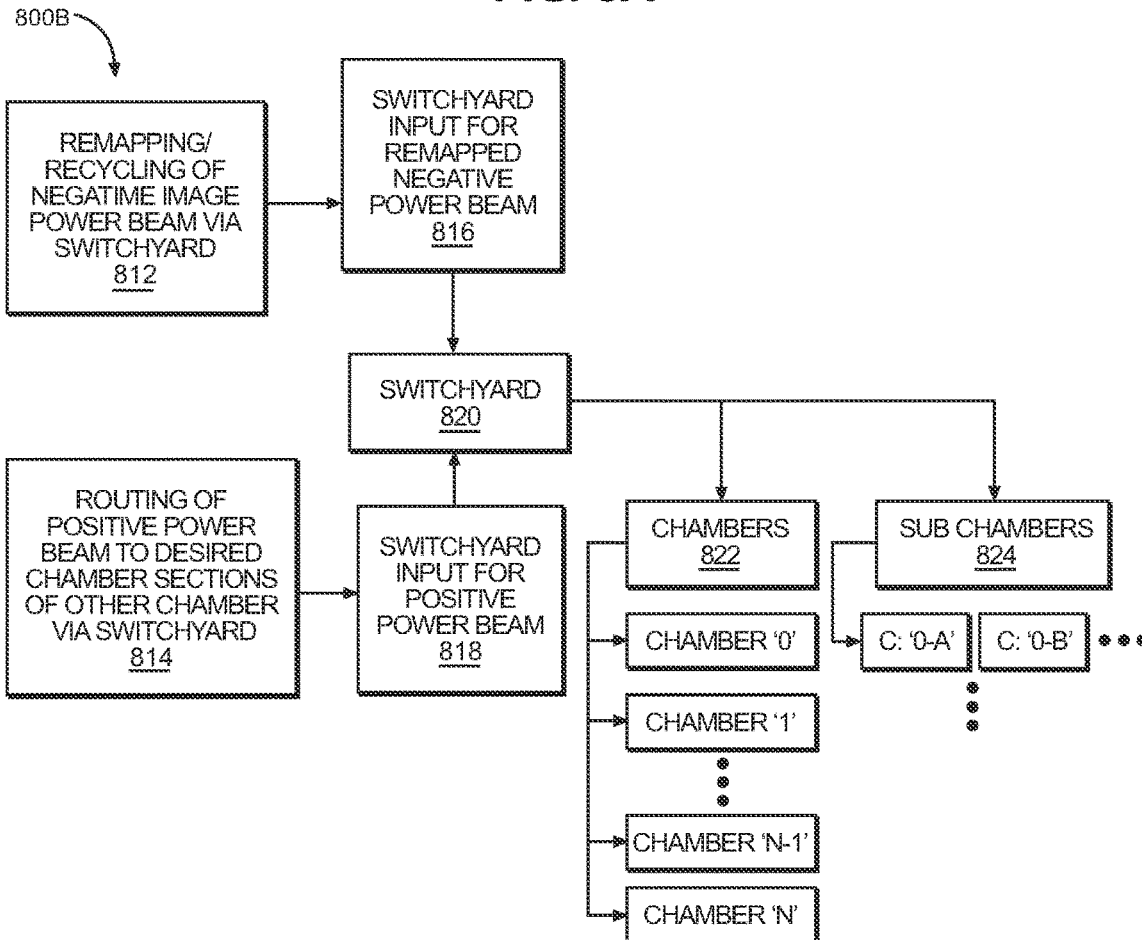 800B
REMAPPING/
RECYCLING OF
NEGATIME IMAGE
POWER BEAM VIA
SWITCHYARD
812
SWITCHYARD
INPUT FOR
REMAPPED
NEGATIVE
POWER BEAM
816
SWITCHYARD
820
ROUTING OF
POSITIVE POWER
BEAM TO DESIRED
CHAMBER SECTIONS
OF OTHER CHAMBER
VIA SWITCHYARD
814
SWITCHYARD
INPUT FOR
POSITIVE
POWER BEAM
818
CHAMBERS
822
SUB CHAMBERS
824
CHAMBER ‘0’
C: ‘0-A’
C: ‘0-B’
CHAMBER ‘1’
CHAMBER ‘N-1’
CHAMBER ‘N’